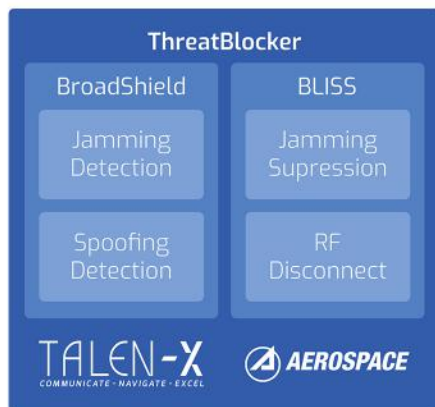 ThreatBlocker
BroadShield
Jamming
Detection
Spoofing
Detection
BLISS
Jamming
Supression
RF
Disconnect
TALEN-X
COMMUNICATE • NAVIGATE • EXCEL
AEROSPACE